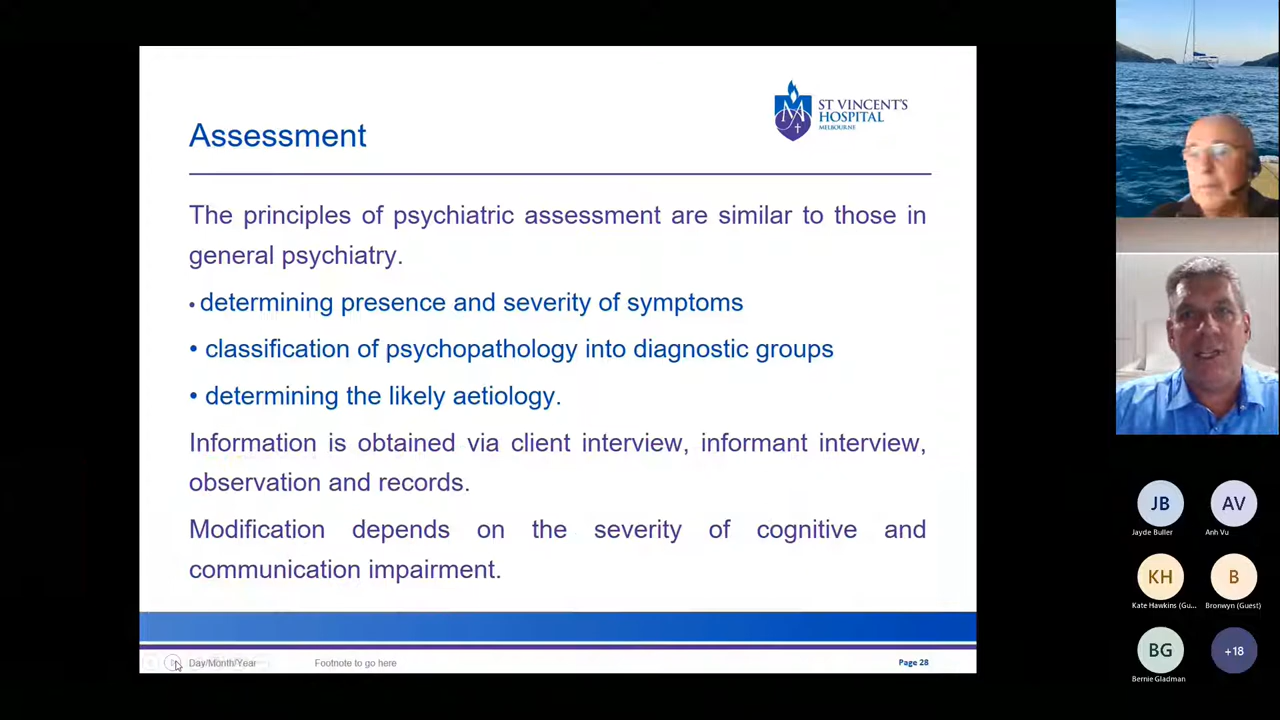 ST VINCENT'S
HOSPITAL
MELBOURNE
Assessment
The principles of psychiatric assessment are similar to those in
general psychiatry.
• determining presence and severity of symptoms
• classification of psychopathology into diagnostic groups
• determining the likely aetiology.
Information is obtained via client interview, informant interview,
observation and records.
Modification depends on the severity of cognitive and
communication impairment.
Day/Month/Year
Footnote to go here
Page 28
JB
Jayde Buller
AV
Anh Vu
KH
Kate Hawkins (Gu...
B
Bronwyn (Guest)
BG
Bernie Gladman
+18